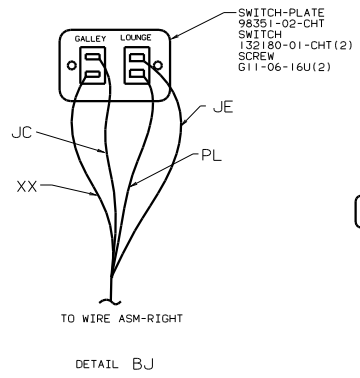 SWITCH-PLATE
98351-02-CHT
SWITCH
132180-01-CHT(2)
SCREW
G11-06-16U(2)
GALLEY LOUNGE
JE
JC
PL
XX
TO WIRE ASM-RIGHT
DETAIL BJ